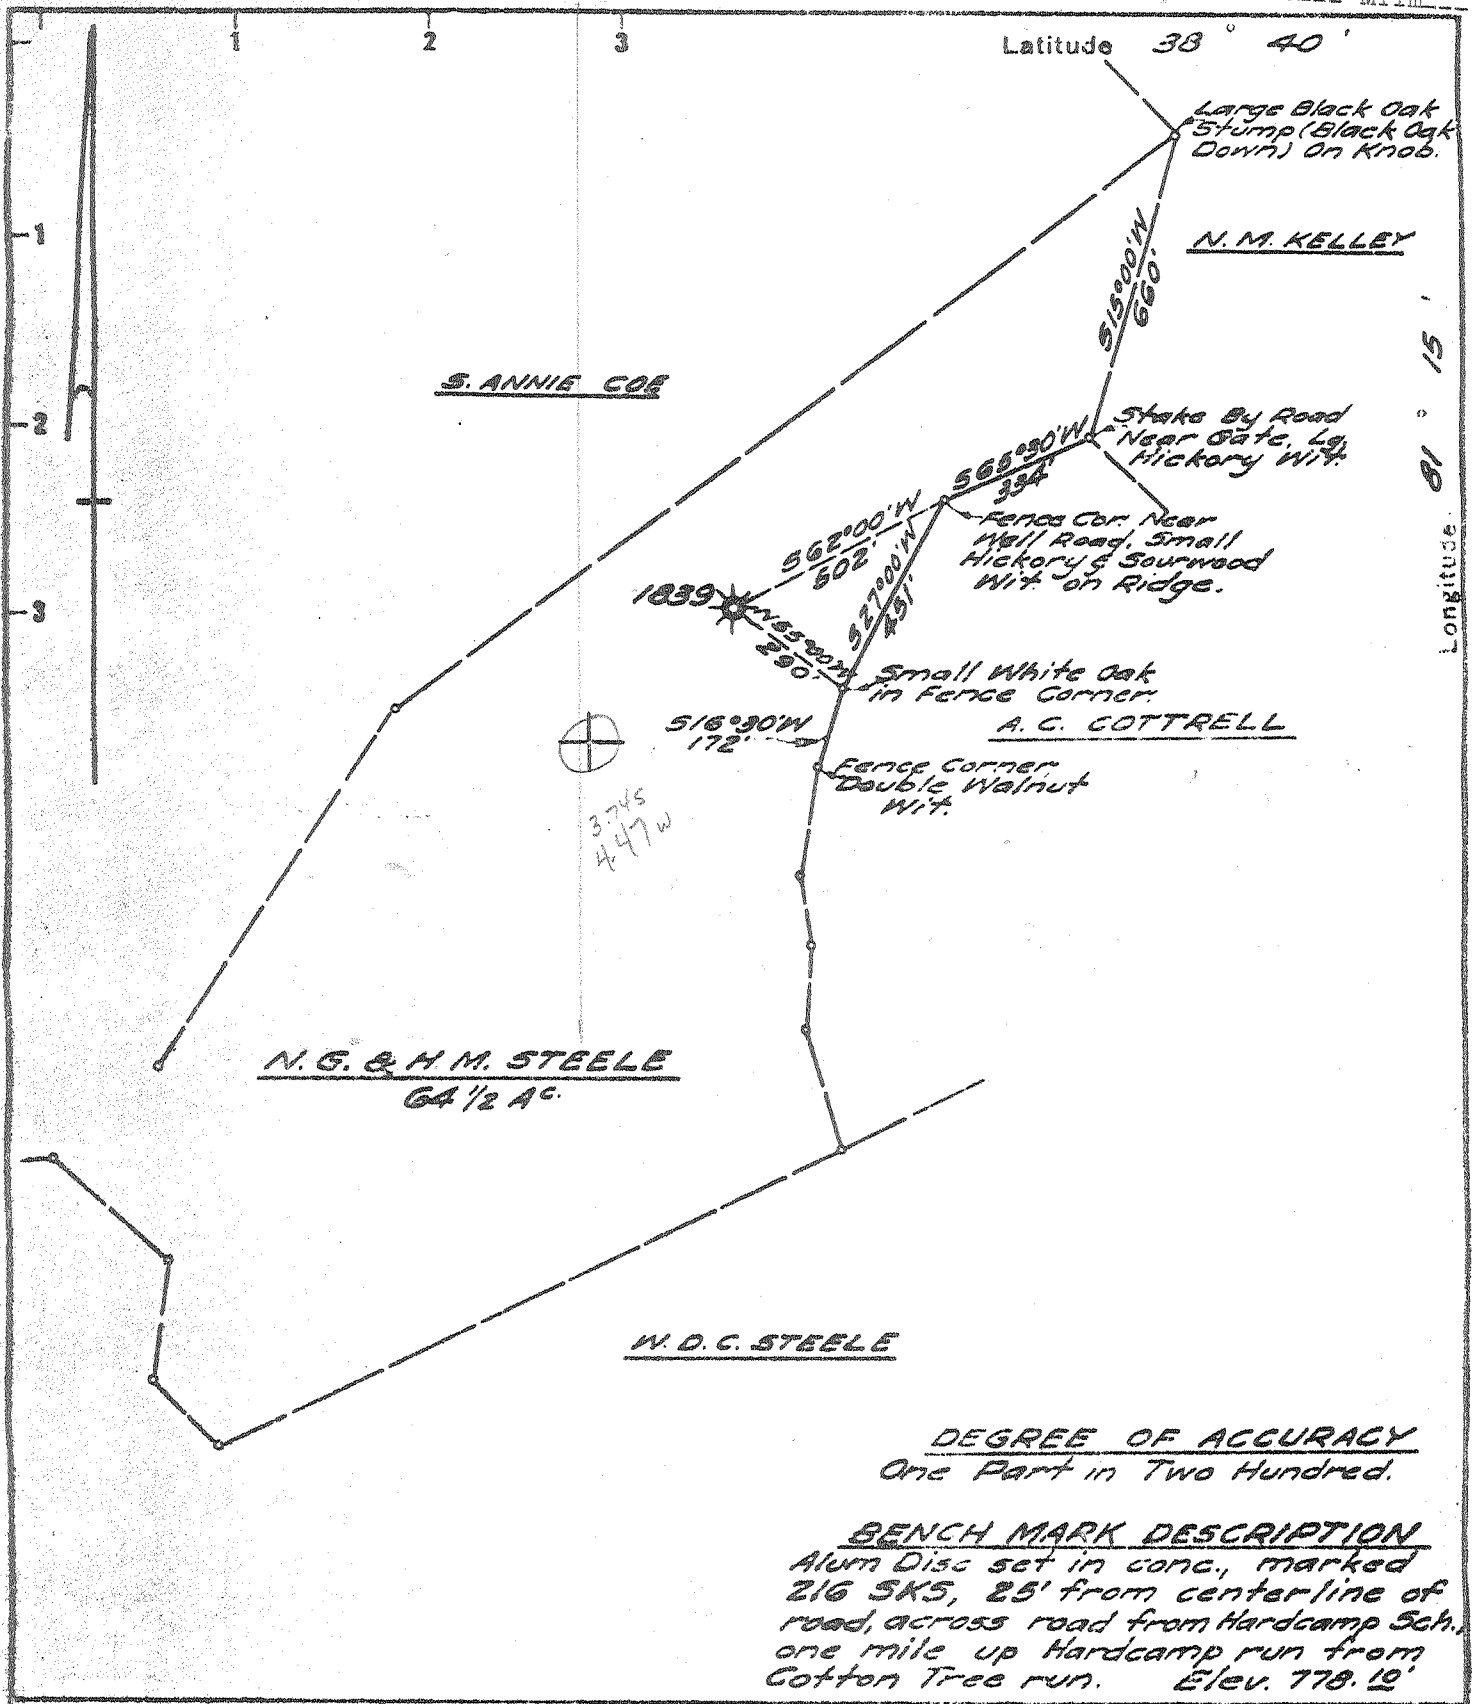 1 2 3
Latitude 38° 40'
Large Black Oak
Stump (Black Oak
Down) On Knob.
1
N. M. KELLEY
S15°00'W
660'
Longitude 81° 15'
S. ANNIE COE
2
Stake By Road
Near Gate, Lg.
Hickory Wit.
S65°30'W
334'
Fence Cor. Near
Well Road. Small
Hickory & Sourwood
Wit. on Ridge.
S62°00'W
502'
S27°00'W
451'
3
1839
N55°00'W
290'
Small White Oak
in Fence Corner.
S16°30'W
172'
A. C. COTTRELL
Fence Corner
Double Walnut
Wit.
3.74S
4.47W
N. G. & H. M. STEELE
64 1/2 Ac.
W. D. C. STEELE
DEGREE OF ACCURACY
One Part in Two Hundred.
BENCH MARK DESCRIPTION
Alum Disc set in conc., marked
216 SKS, 25' from centerline of
road, across road from Hardcamp Sch.,
one mile up Hardcamp run from
Cotton Tree run. Elev. 778.10'